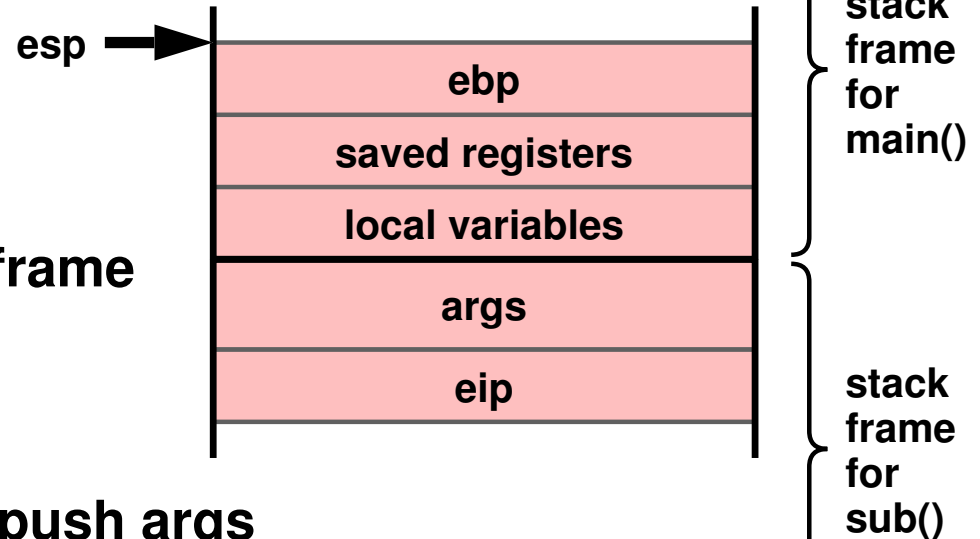 stack
frame
for
main()
esp
ebp
saved registers
local variables
frame
args
eip
stack
frame
for
sub()
push args